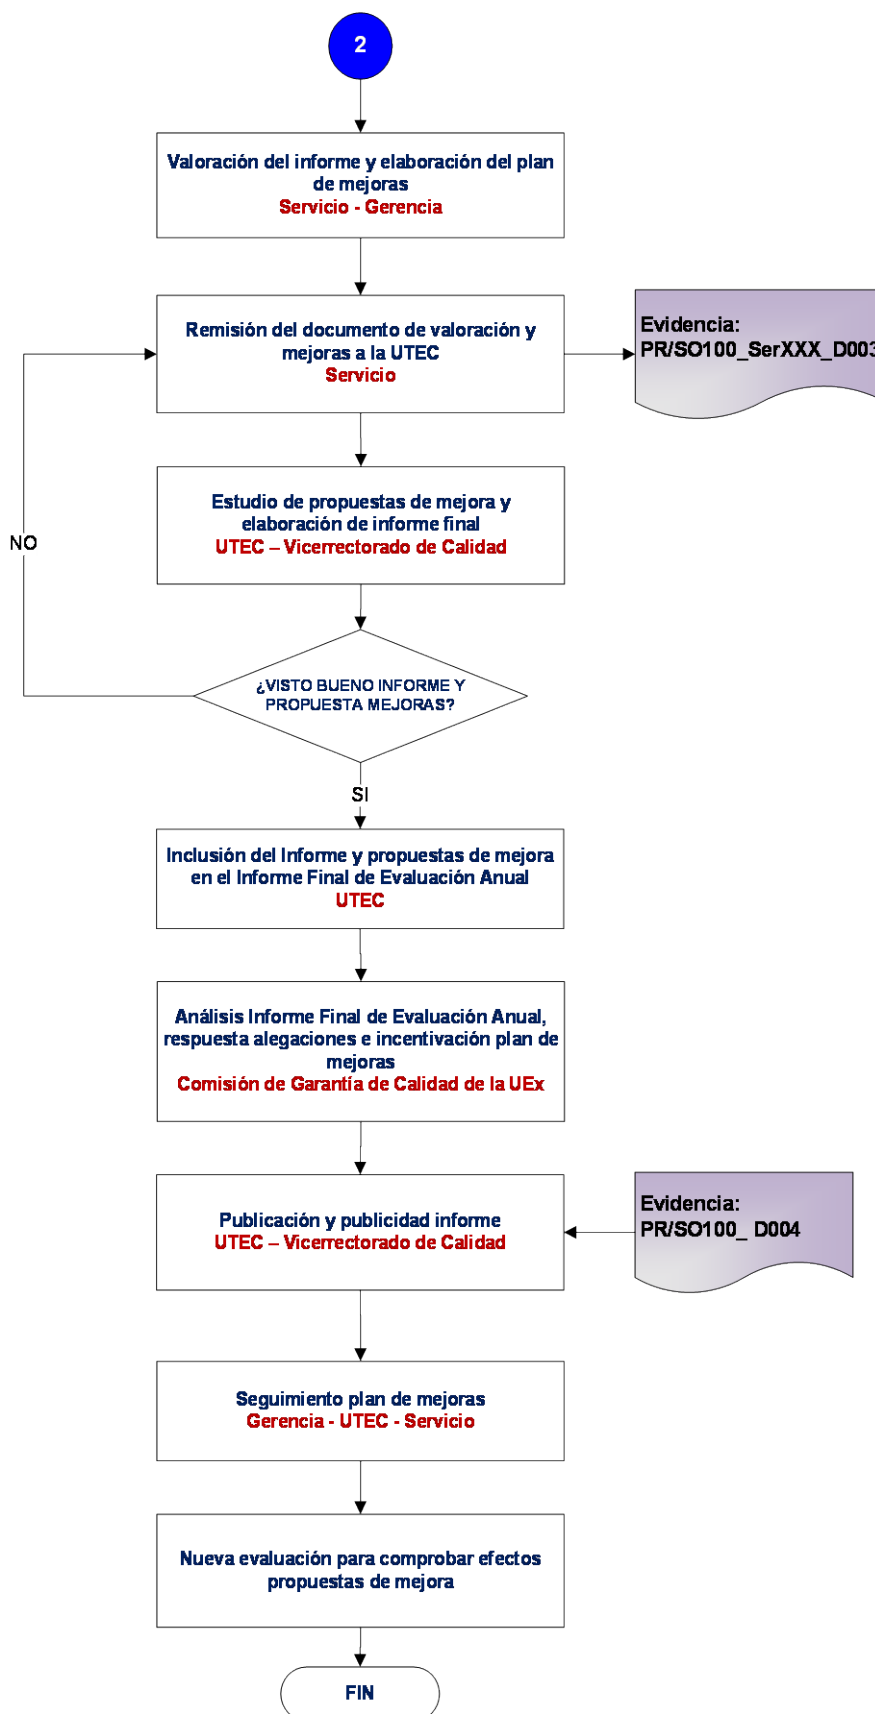 2
Valoración del informe y elaboración del plan
de mejoras
Servicio - Gerencia
Remisión del documento de valoración y
mejoras a la UTEC
Servicio
Evidencia:
PR/SO100_SerXXX_D003
Estudio de propuestas de mejora y
elaboración de informe final
UTEC – Vicerrectorado de Calidad
NO
¿VISTO BUENO INFORME Y
PROPUESTA MEJORAS?
SI
Inclusión del Informe y propuestas de mejora
en el Informe Final de Evaluación Anual
UTEC
Análisis Informe Final de Evaluación Anual,
respuesta alegaciones e incentivación plan de
mejoras
Comisión de Garantía de Calidad de la UEx
Publicación y publicidad informe
UTEC – Vicerrectorado de Calidad
Evidencia:
PR/SO100_ D004
Seguimiento plan de mejoras
Gerencia - UTEC - Servicio
Nueva evaluación para comprobar efectos
propuestas de mejora
FIN